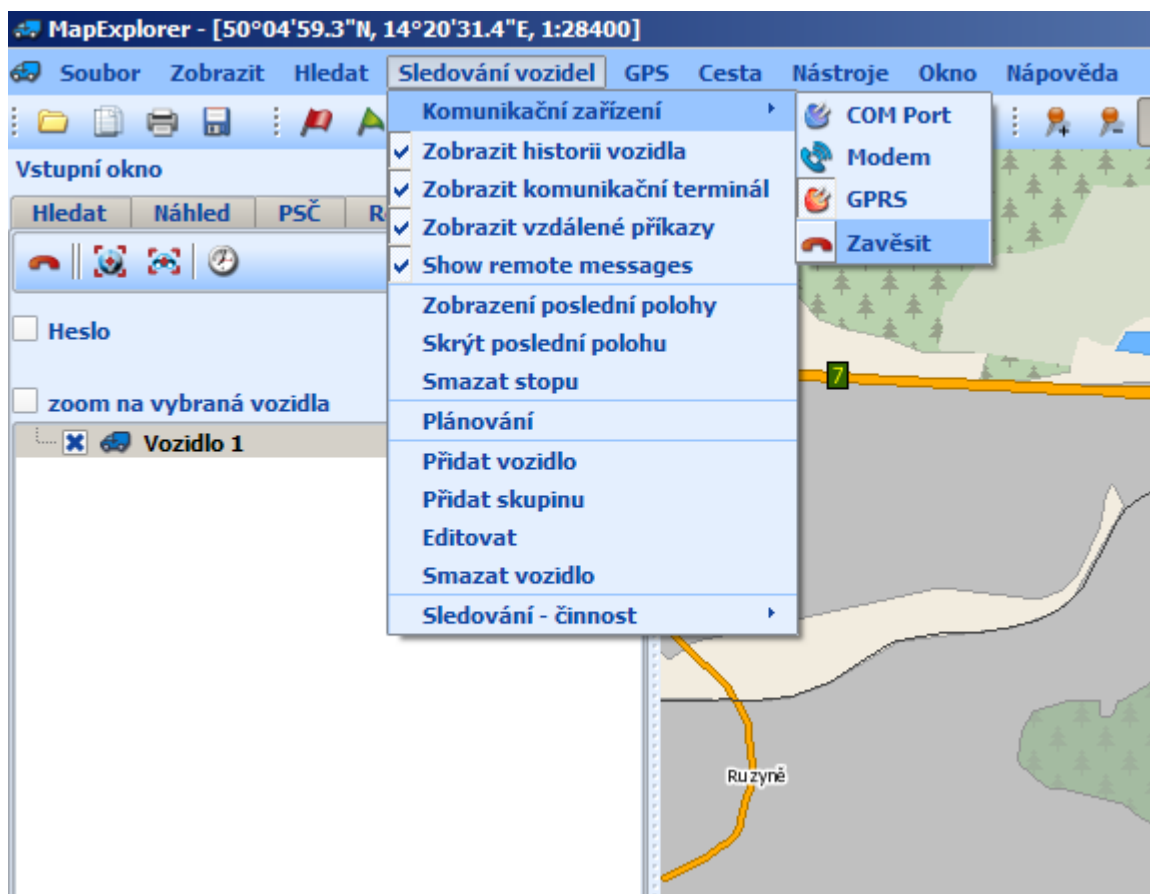 MapExplorer - [50°04'59.3"N, 14°20'31.4"E, 1:28400]
Soubor Zobrazit Hledat Sledování vozidel GPS Cesta Nástroje Okno Nápověda
Komunikační zařízení
COM Port
Modem
GPRS
Zavěsit
Zobrazit historii vozidla
Zobrazit komunikační terminál
Zobrazit vzdálené příkazy
Show remote messages
Zobrazení poslední polohy
Skrýt poslední polohu
Smazat stopu
Plánování
Přidat vozidlo
Přidat skupinu
Editovat
Smazat vozidlo
Sledování - činnost
Vstupní okno
Hledat Náhled PSČ
Heslo
zoom na vybraná vozidla
Vozidlo 1
7
Ruzyně